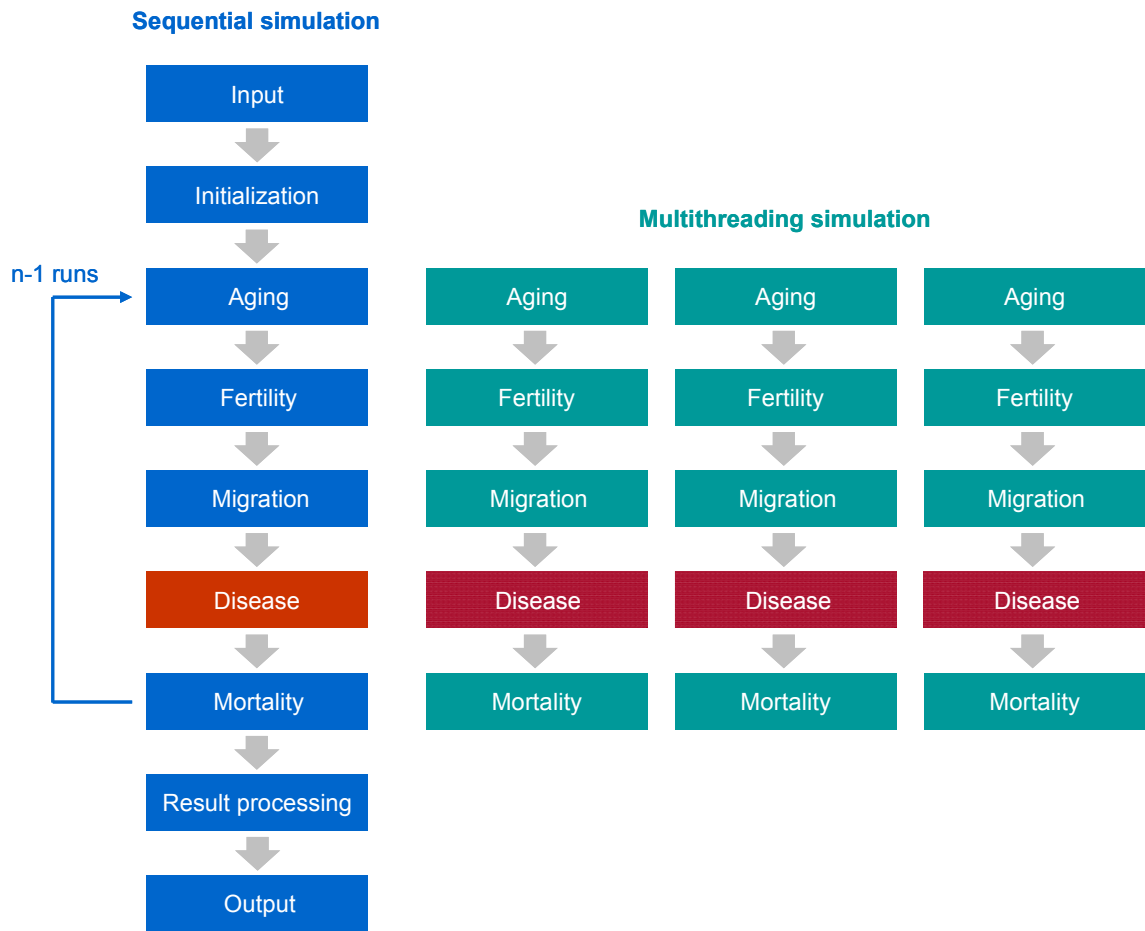 Sequential simulation
Input
Initialization
Multithreading simulation
n-1 runs
Aging
Aging
Aging
Aging
Fertility
Fertility
Fertility
Fertility
Migration
Migration
Migration
Migration
Disease
Disease
Disease
Disease
Mortality
Mortality
Mortality
Mortality
Result processing
Output